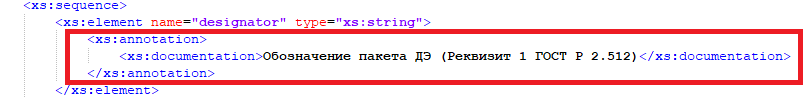 <xs:sequence>
<xs:element name="designator" type="xs:string">
<xs:annotation>
<xs:documentation>Обозначение пакета ДЭ (Реквизит 1 ГОСТ Р 2.512)</xs:documentation>
</xs:annotation>
</xs:element>